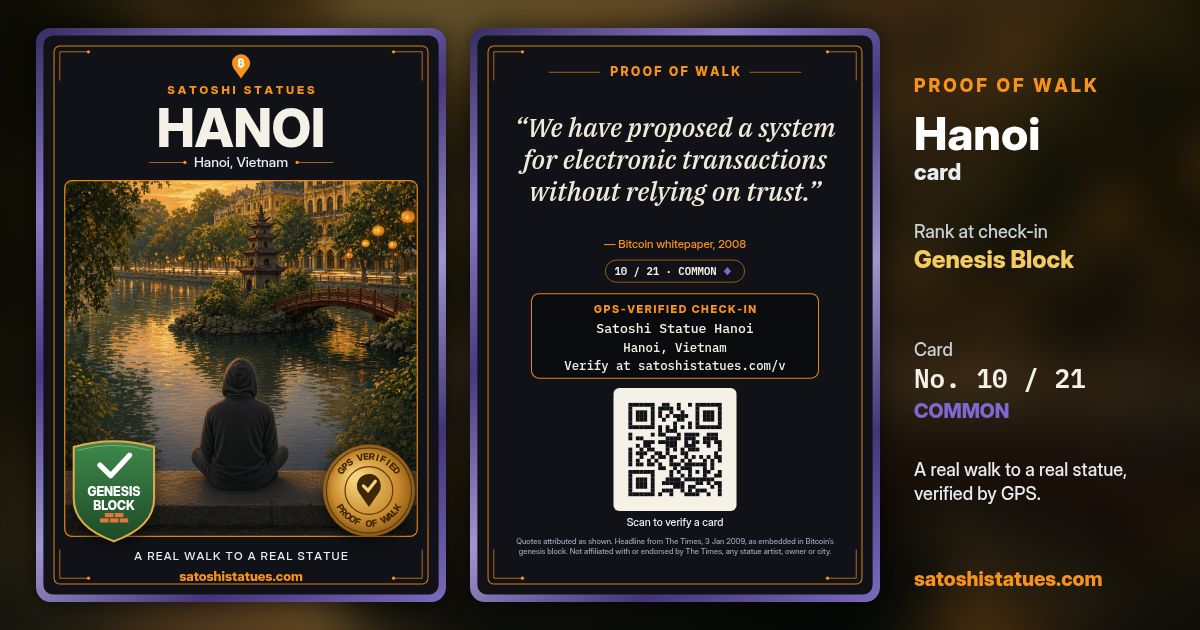 SATOSHI STATUES
HANOI
Hanoi, Vietnam
GENESIS
BLOCK
GPS VERIFIED
PROOF OF WALK
A REAL WALK TO A REAL STATUE
satoshistatues.com
PROOF OF WALK
“We have proposed a system
for electronic transactions
without relying on trust.”
— Bitcoin whitepaper, 2008
10 / 21 · COMMON
GPS-VERIFIED CHECK-IN
Satoshi Statue Hanoi
Hanoi, Vietnam
Verify at satoshistatues.com/v
Scan to verify a card
Quotes attributed as shown. Headline from The Times, 3 Jan 2009, as embedded in Bitcoin's
genesis block. Not affiliated with or endorsed by The Times, any statue artist, owner or city.
PROOF OF WALK
Hanoi
card
Rank at check-in
Genesis Block
Card
No. 10 / 21
COMMON
A real walk to a real statue,
verified by GPS.
satoshistatues.com